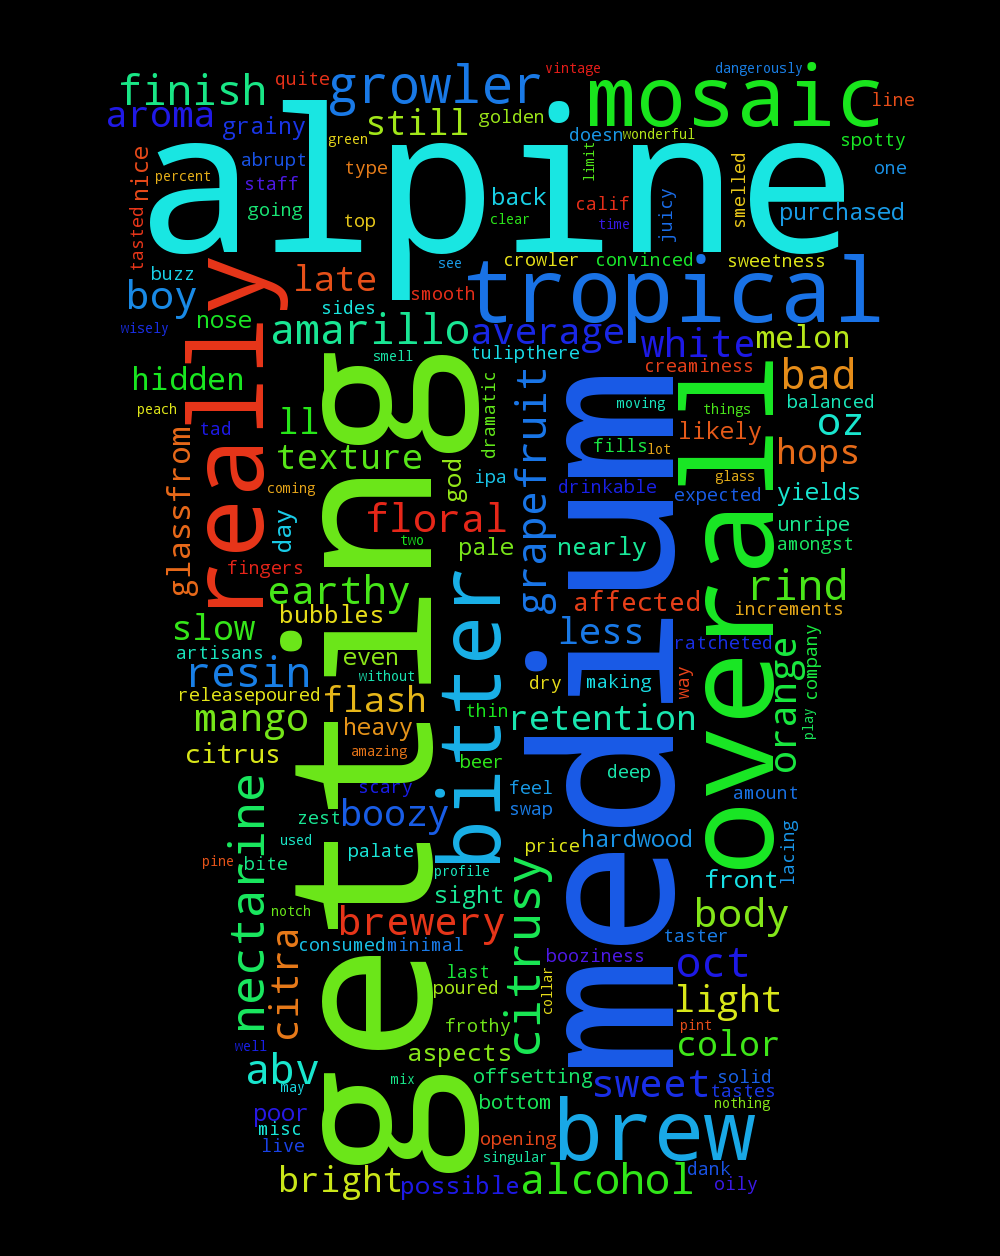 vintage
dangerously
finish
quite
growler
mosaic
line
aroma
grainy
still
golden
doesn
wonderful
spotty
green
alpine
nice
abrupt
type
limit
smelled
one
percent
staff
back
juicy
calif
purchased
going
top
clear
time
tasted
buzz
see
crowler
convinced
sweetness
boy
late
smooth
tropical
sides
wisely
nose
amarillo
average
white
melon
really
smell
tulipthere
creaminess
bad
hidden
getting
dramatic
grapefruit
medium
overall
moving
things
balanced
peach
tad
ll
fills
lot
likely
oz
glassfrom
texture
god
ipa
drinkable
glass
expected
hops
yields
coming
day
floral
two
pale
nearly
unripe
amongst
fingers
earthy
bitter
affected
rind
increments
slow
bubbles
less
artisans
even
ratcheted
orange
company
resin
without
dry
making
way
releasepoured
flash
thin
retention
play
mango
heavy
citrus
amazing
beer
deep
nectarine
scary
feel
swap
amount
zest
boozy
used
palate
price
hardwood
lacing
pine
bite
profile
citrusy
front
notch
sight
body
citra
brewery
taster
consumed
minimal
booziness
oct
last
collar
poured
light
frothy
pint
well
aspects
color
abv
may
mix
offsetting
sweet
solid
tastes
poor
bottom
nothing
misc
live
opening
brew
singular
bright
possible
alcohol
dank
oily